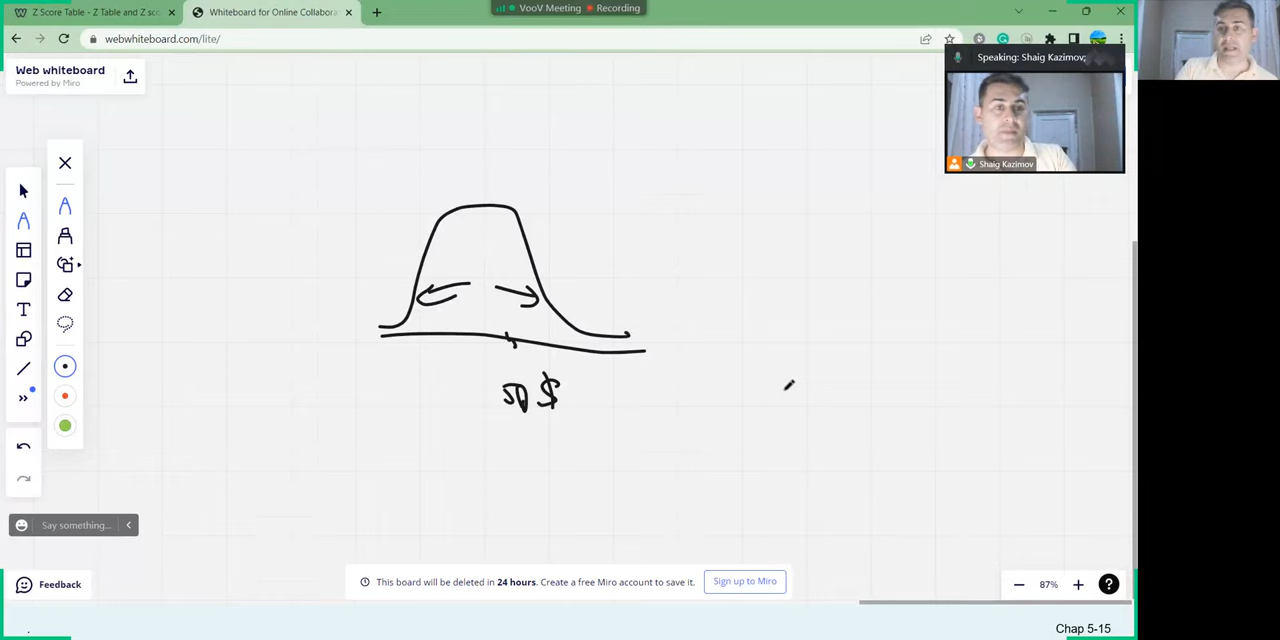 Z Score Table - Z Table and Z sco
Whiteboard for Online Collabora
VooV Meeting Recording
webwhiteboard.com/lite/
Web whiteboard
Powered by Miro
Speaking: Shaig Kazimov;
Shaig Kazimov
50 $
Say something...
This board will be deleted in 24 hours. Create a free Miro account to save it.
Sign up to Miro
Feedback
87%
Chap 5-15